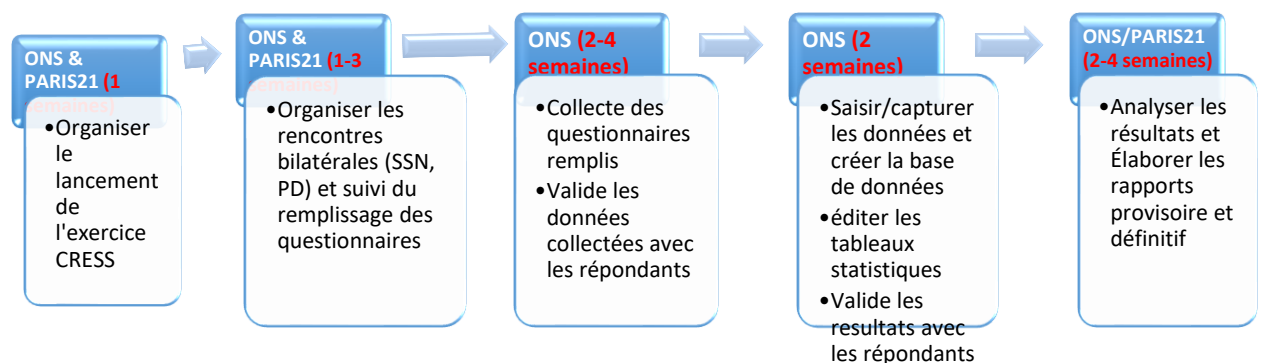 ONS &
PARIS21 (1
semaines)
•Organiser
le
lancement
de
l'exercice
CRESS
ONS &
PARIS21 (1-3
semaines)
•Organiser les
rencontres
bilatérales (SSN,
PD) et suivi du
remplissage des
questionnaires
ONS (2-4
semaines)
•Collecte des
questionnaires
remplis
•Valide les
données
collectées avec
les répondants
ONS (2
semaines)
•Saisir/capturer
les données et
créer la base
de données
•éditer les
tableaux
statistiques
•Valide les
resultats avec
les répondants
ONS/PARIS21
(2-4 semaines)
•Analyser les
résultats et
Élaborer les
rapports
provisoire et
définitif